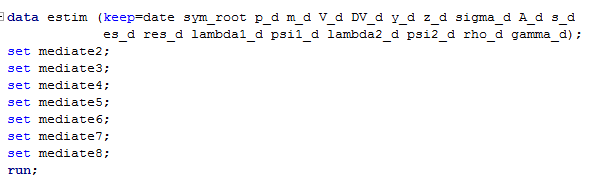 data estim (keep=date sym_root p_d m_d V_d DV_d y_d z_d sigma_d A_d s_d
es_d res_d lambda1_d psi1_d lambda2_d psi2_d rho_d gamma_d);
set mediate2;
set mediate3;
set mediate4;
set mediate5;
set mediate6;
set mediate7;
set mediate8;
run;